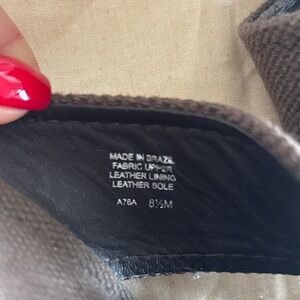 MADE IN BRAZIL
FABRIC UPPER
LEATHER LINING
LEATHER SOLE
A78A 8½M